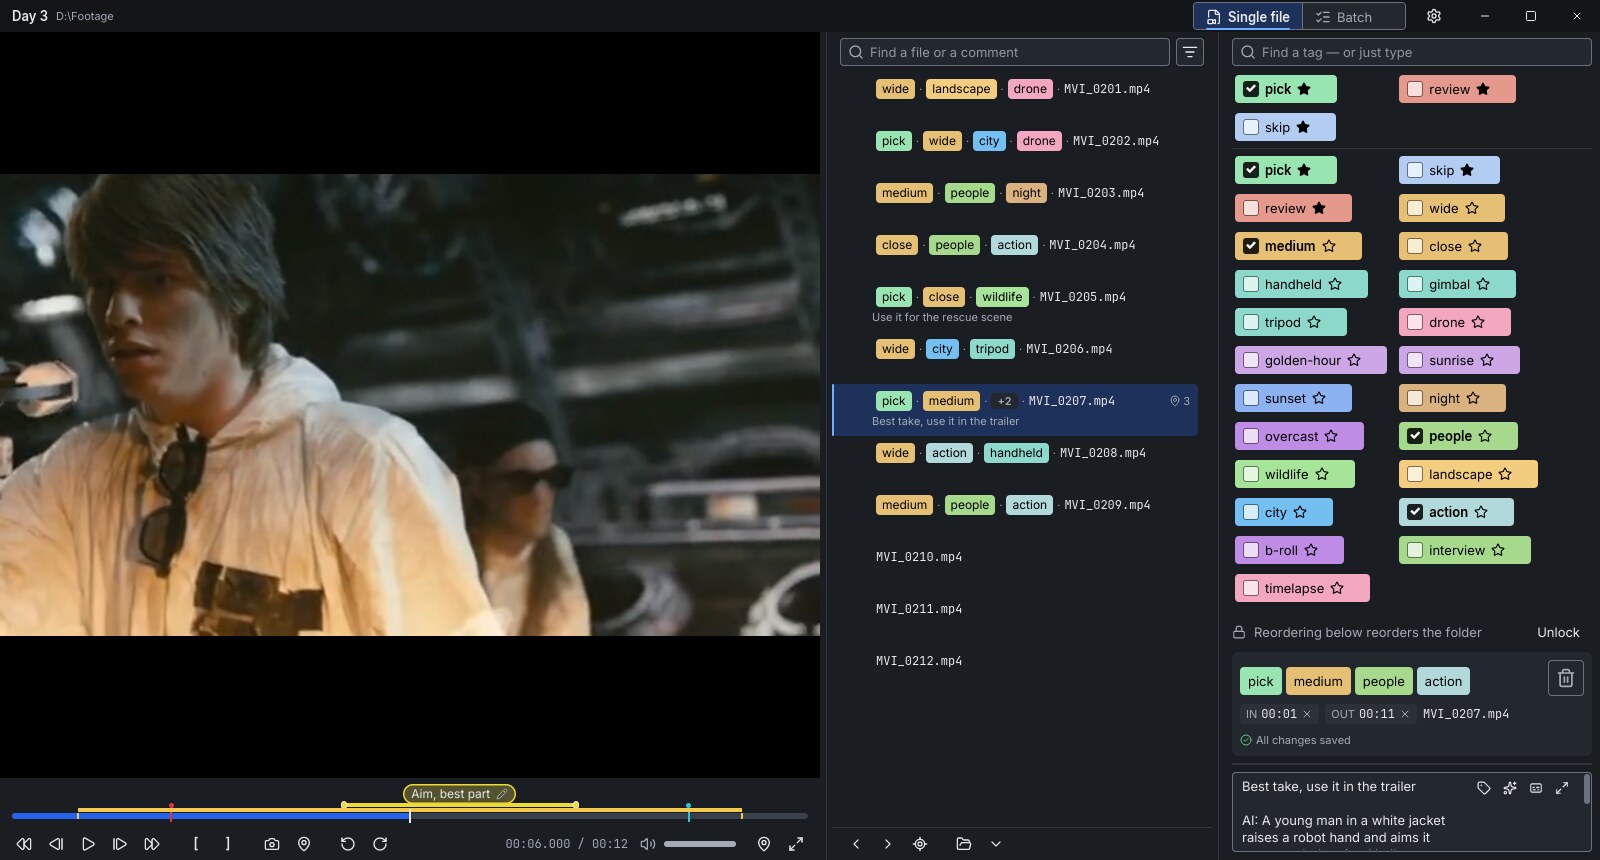 Day 3 D:\Footage
Single file
Batch
Find a file or a comment
wide · landscape · drone · MVI_0201.mp4
pick · wide · city · drone · MVI_0202.mp4
medium · people · night · MVI_0203.mp4
close · people · action · MVI_0204.mp4
pick · close · wildlife · MVI_0205.mp4
Use it for the rescue scene
wide · city · tripod · MVI_0206.mp4
pick · medium · +2 · MVI_0207.mp4 3
Best take, use it in the trailer
wide · action · handheld · MVI_0208.mp4
medium · people · action · MVI_0209.mp4
MVI_0210.mp4
MVI_0211.mp4
MVI_0212.mp4
Find a tag — or just type
pick review
skip
pick skip
review wide
medium close
handheld gimbal
tripod drone
golden-hour sunrise
sunset night
overcast people
wildlife landscape
city action
b-roll interview
timelapse
Reordering below reorders the folder Unlock
pick medium people action
IN 00:01 × OUT 00:11 × MVI_0207.mp4
All changes saved
Best take, use it in the trailer
AI: A young man in a white jacket
raises a robot hand and aims it
Aim, best part
[ ] 00:06.000 / 00:12